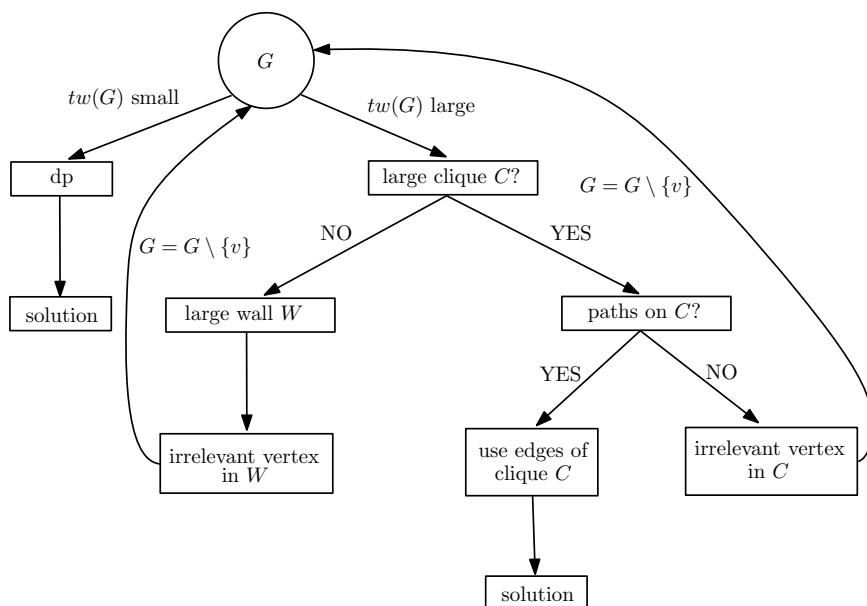 G
tw(G) small
tw(G) large
dp
large clique C?
G = G \ {v}
NO
YES
G = G \ {v}
solution
large wall W
paths on C?
YES
NO
irrelevant vertex
in W
use edges of
clique C
irrelevant vertex
in C
solution